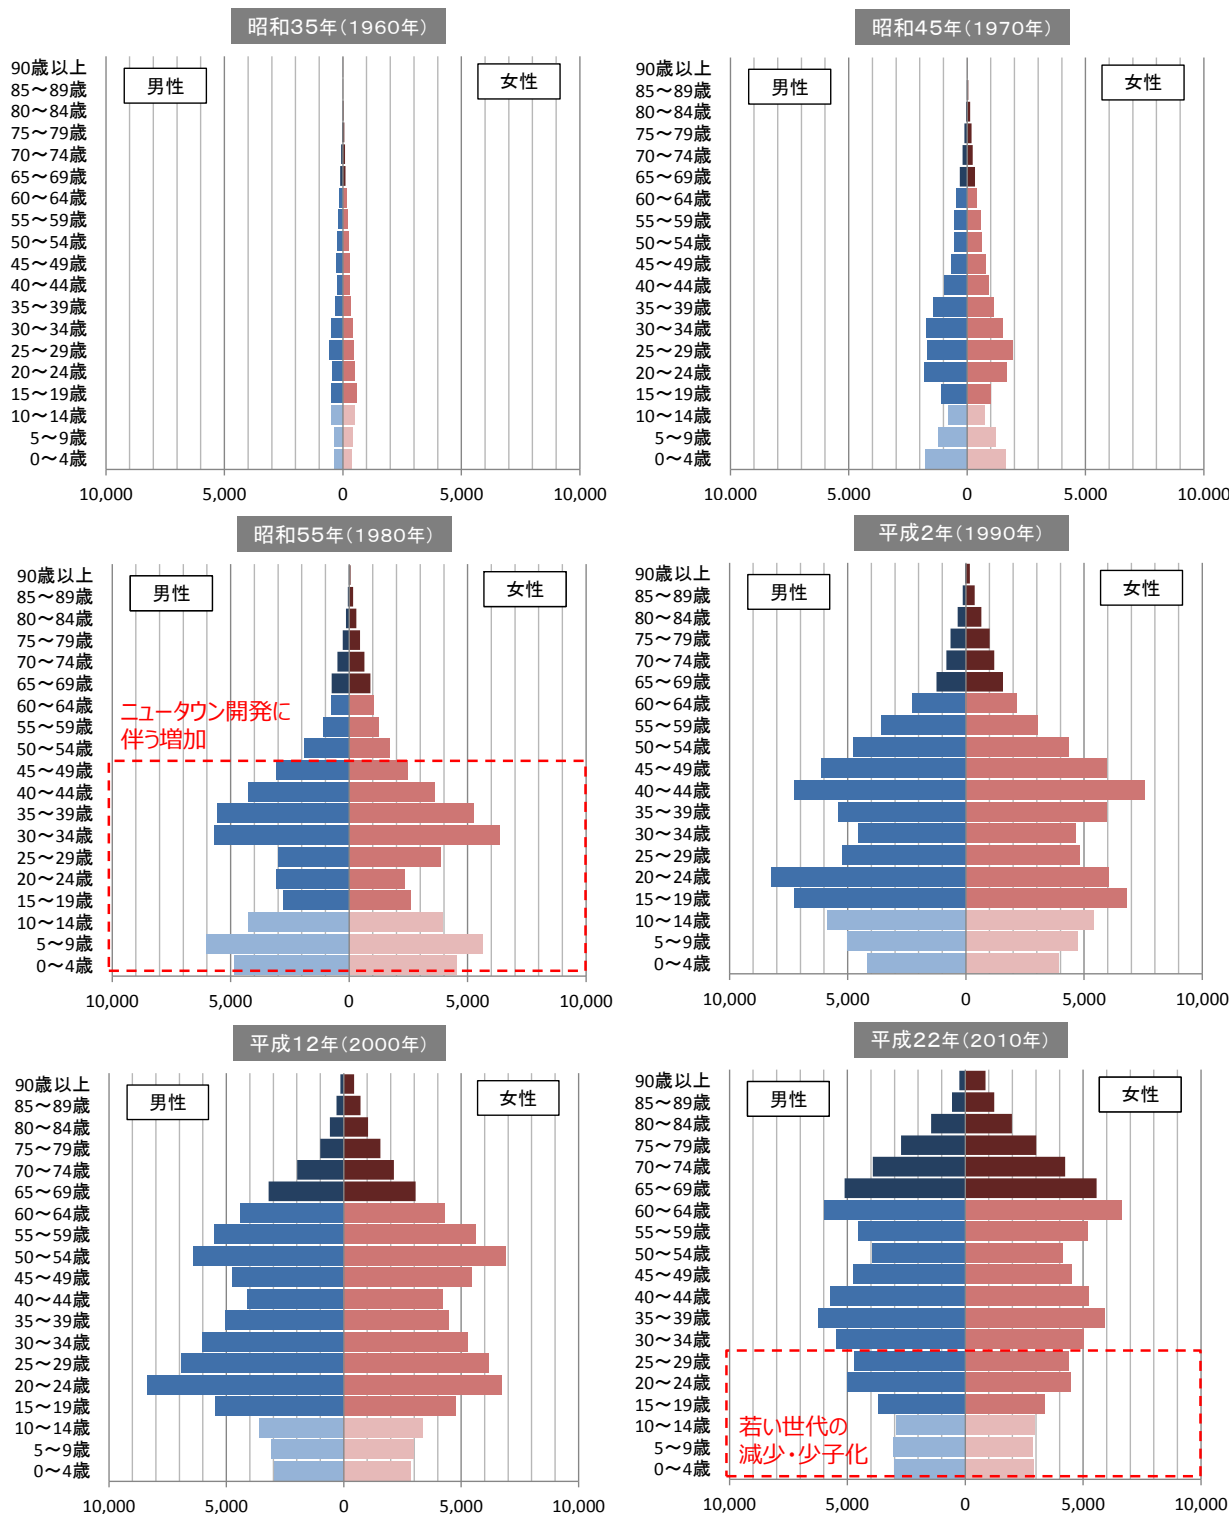 昭和35年(1960年)
90歳以上
85～89歳
80～84歳
75～79歳
70～74歳
65～69歳
60～64歳
55～59歳
50～54歳
45～49歳
40～44歳
35～39歳
30～34歳
25～29歳
20～24歳
15～19歳
10～14歳
5～9歳
0～4歳
男性
女性
10,000 5,000 0 5,000 10,000
昭和45年(1970年)
90歳以上
85～89歳
80～84歳
75～79歳
70～74歳
65～69歳
60～64歳
55～59歳
50～54歳
45～49歳
40～44歳
35～39歳
30～34歳
25～29歳
20～24歳
15～19歳
10～14歳
5～9歳
0～4歳
男性
女性
10.000 5,000 0 5.000 10.000
昭和55年(1980年)
90歳以上
85～89歳
80～84歳
75～79歳
70～74歳
65～69歳
60～64歳
55～59歳
50～54歳
45～49歳
40～44歳
35～39歳
30～34歳
25～29歳
20～24歳
15～19歳
10～14歳
5～9歳
0～4歳
男性
女性
ニュータウン開発に
伴う増加
10,000 5,000 0 5,000 10,000
平成2年(1990年)
90歳以上
85～89歳
80～84歳
75～79歳
70～74歳
65～69歳
60～64歳
55～59歳
50～54歳
45～49歳
40～44歳
35～39歳
30～34歳
25～29歳
20～24歳
15～19歳
10～14歳
5～9歳
0～4歳
男性
女性
10,000 5,000 0 5,000 10,000
平成12年(2000年)
90歳以上
85～89歳
80～84歳
75～79歳
70～74歳
65～69歳
60～64歳
55～59歳
50～54歳
45～49歳
40～44歳
35～39歳
30～34歳
25～29歳
20～24歳
15～19歳
10～14歳
5～9歳
0～4歳
男性
女性
10,000 5,000 0 5,000 10,000
平成22年(2010年)
90歳以上
85～89歳
80～84歳
75～79歳
70～74歳
65～69歳
60～64歳
55～59歳
50～54歳
45～49歳
40～44歳
35～39歳
30～34歳
25～29歳
20～24歳
15～19歳
10～14歳
5～9歳
0～4歳
男性
女性
若い世代の
減少・少子化
10,000 5,000 0 5,000 10,000